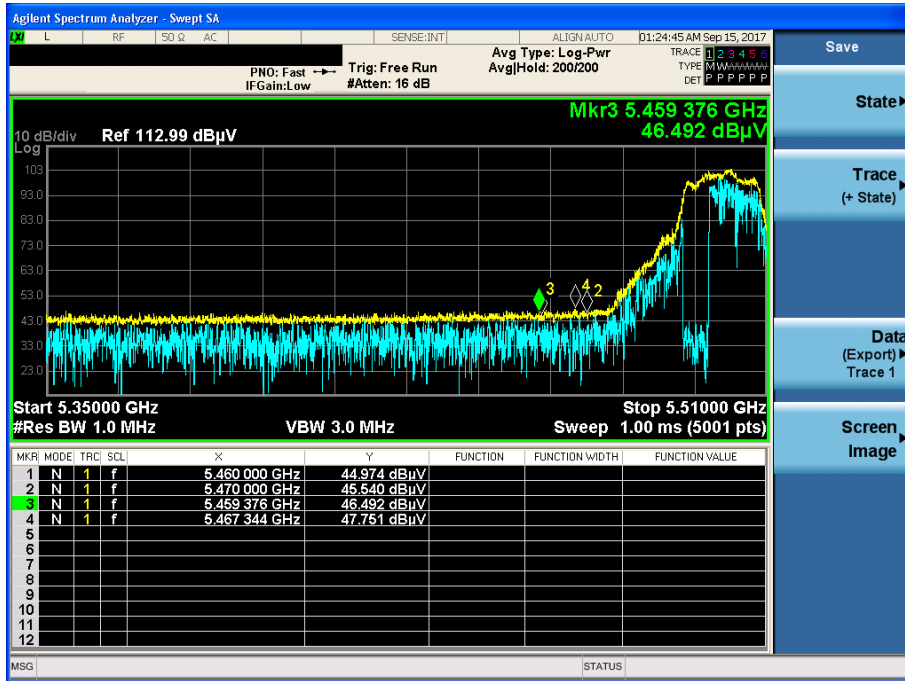 Agilent Spectrum Analyzer - Swept SA
LXI L RF 50 Ω AC SENSE:INT ALIGN AUTO 01:24:45 AM Sep 15, 2017
PNO: Fast Trig: Free Run Avg Type: Log-Pwr TRACE 1 2 3 4 5 6
IFGain:Low #Atten: 16 dB Avg|Hold: 200/200 TYPE M W
DET P P P P P P
Mkr3 5.459 376 GHz
46.492 dBµV
10 dB/div Ref 112.99 dBµV
Log
103
93.0
83.0
73.0
63.0
53.0
43.0
33.0
23.0
3 4 2
Start 5.35000 GHz Stop 5.51000 GHz
#Res BW 1.0 MHz VBW 3.0 MHz Sweep 1.00 ms (5001 pts)
MKR MODE TRC SCL X Y FUNCTION FUNCTION WIDTH FUNCTION VALUE
1 N 1 f 5.460 000 GHz 44.974 dBµV
2 N 1 f 5.470 000 GHz 45.540 dBµV
3 N 1 f 5.459 376 GHz 46.492 dBµV
4 N 1 f 5.467 344 GHz 47.751 dBµV
5
6
7
8
9
10
11
12
MSG STATUS
Save
State
Trace
(+ State)
Data
(Export)
Trace 1
Screen
Image